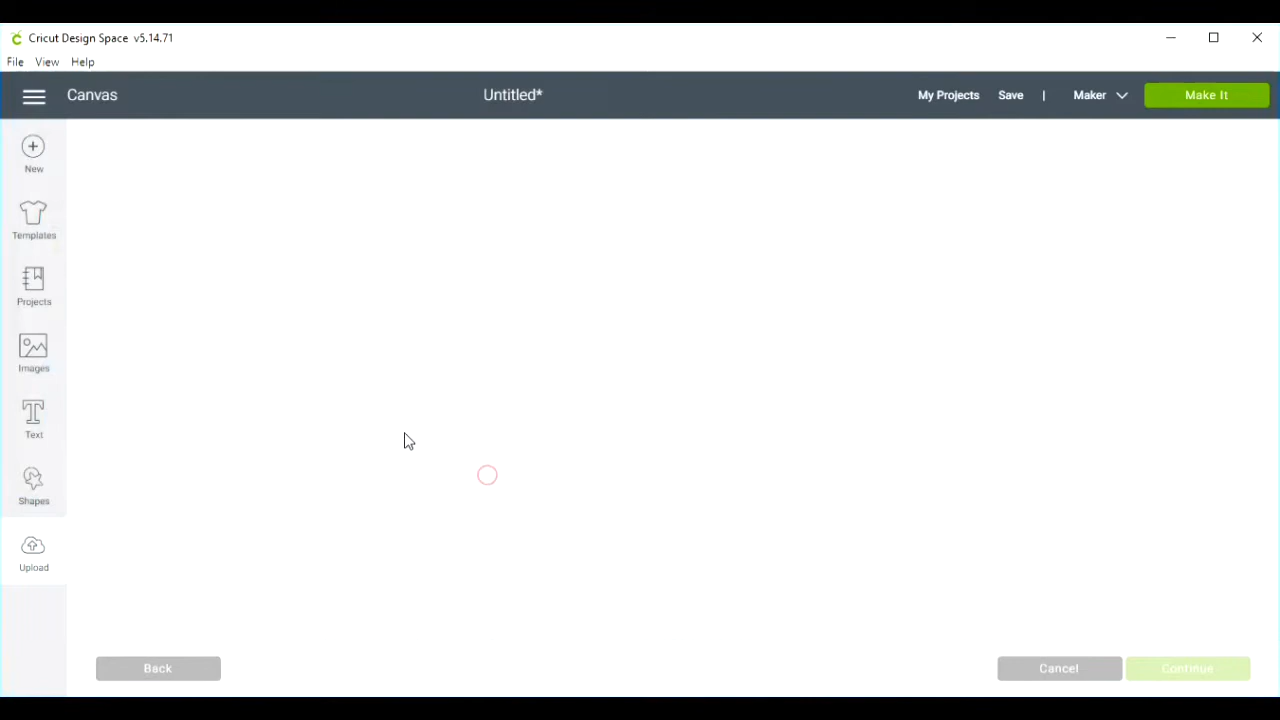 Cricut Design Space v5.14.71
File View Help
Canvas Untitled* My Projects Save | Maker Make It
New
Templates
Projects
Images
Text
Shapes
Upload
Back Cancel Continue